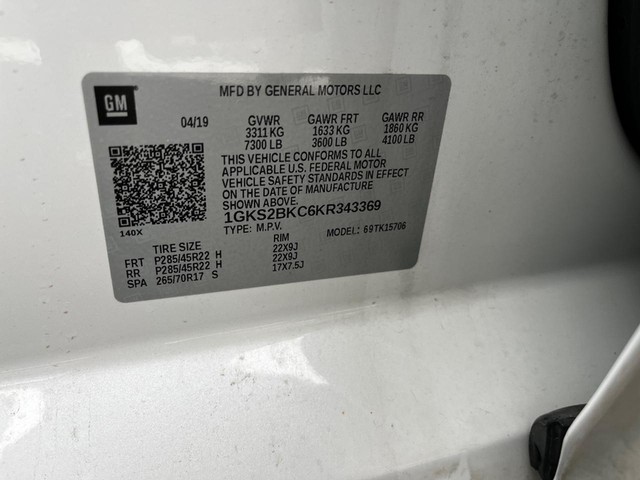 GM
MFD BY GENERAL MOTORS LLC
04/19 GVWR GAWR FRT GAWR RR
3311 KG 1633 KG 1860 KG
7300 LB 3600 LB 4100 LB
THIS VEHICLE CONFORMS TO ALL
APPLICABLE U.S. FEDERAL MOTOR
VEHICLE SAFETY STANDARDS IN EFFECT
ON THE DATE OF MANUFACTURE
SHOWN ABOVE.
1GKS2BKC6KR343369
140X TYPE: M.P.V. MODEL: 69TK15706
TIRE SIZE RIM
FRT P285/45R22 H 22X9J
RR P285/45R22 H 22X9J
SPA 265/70R17 S 17X7.5J